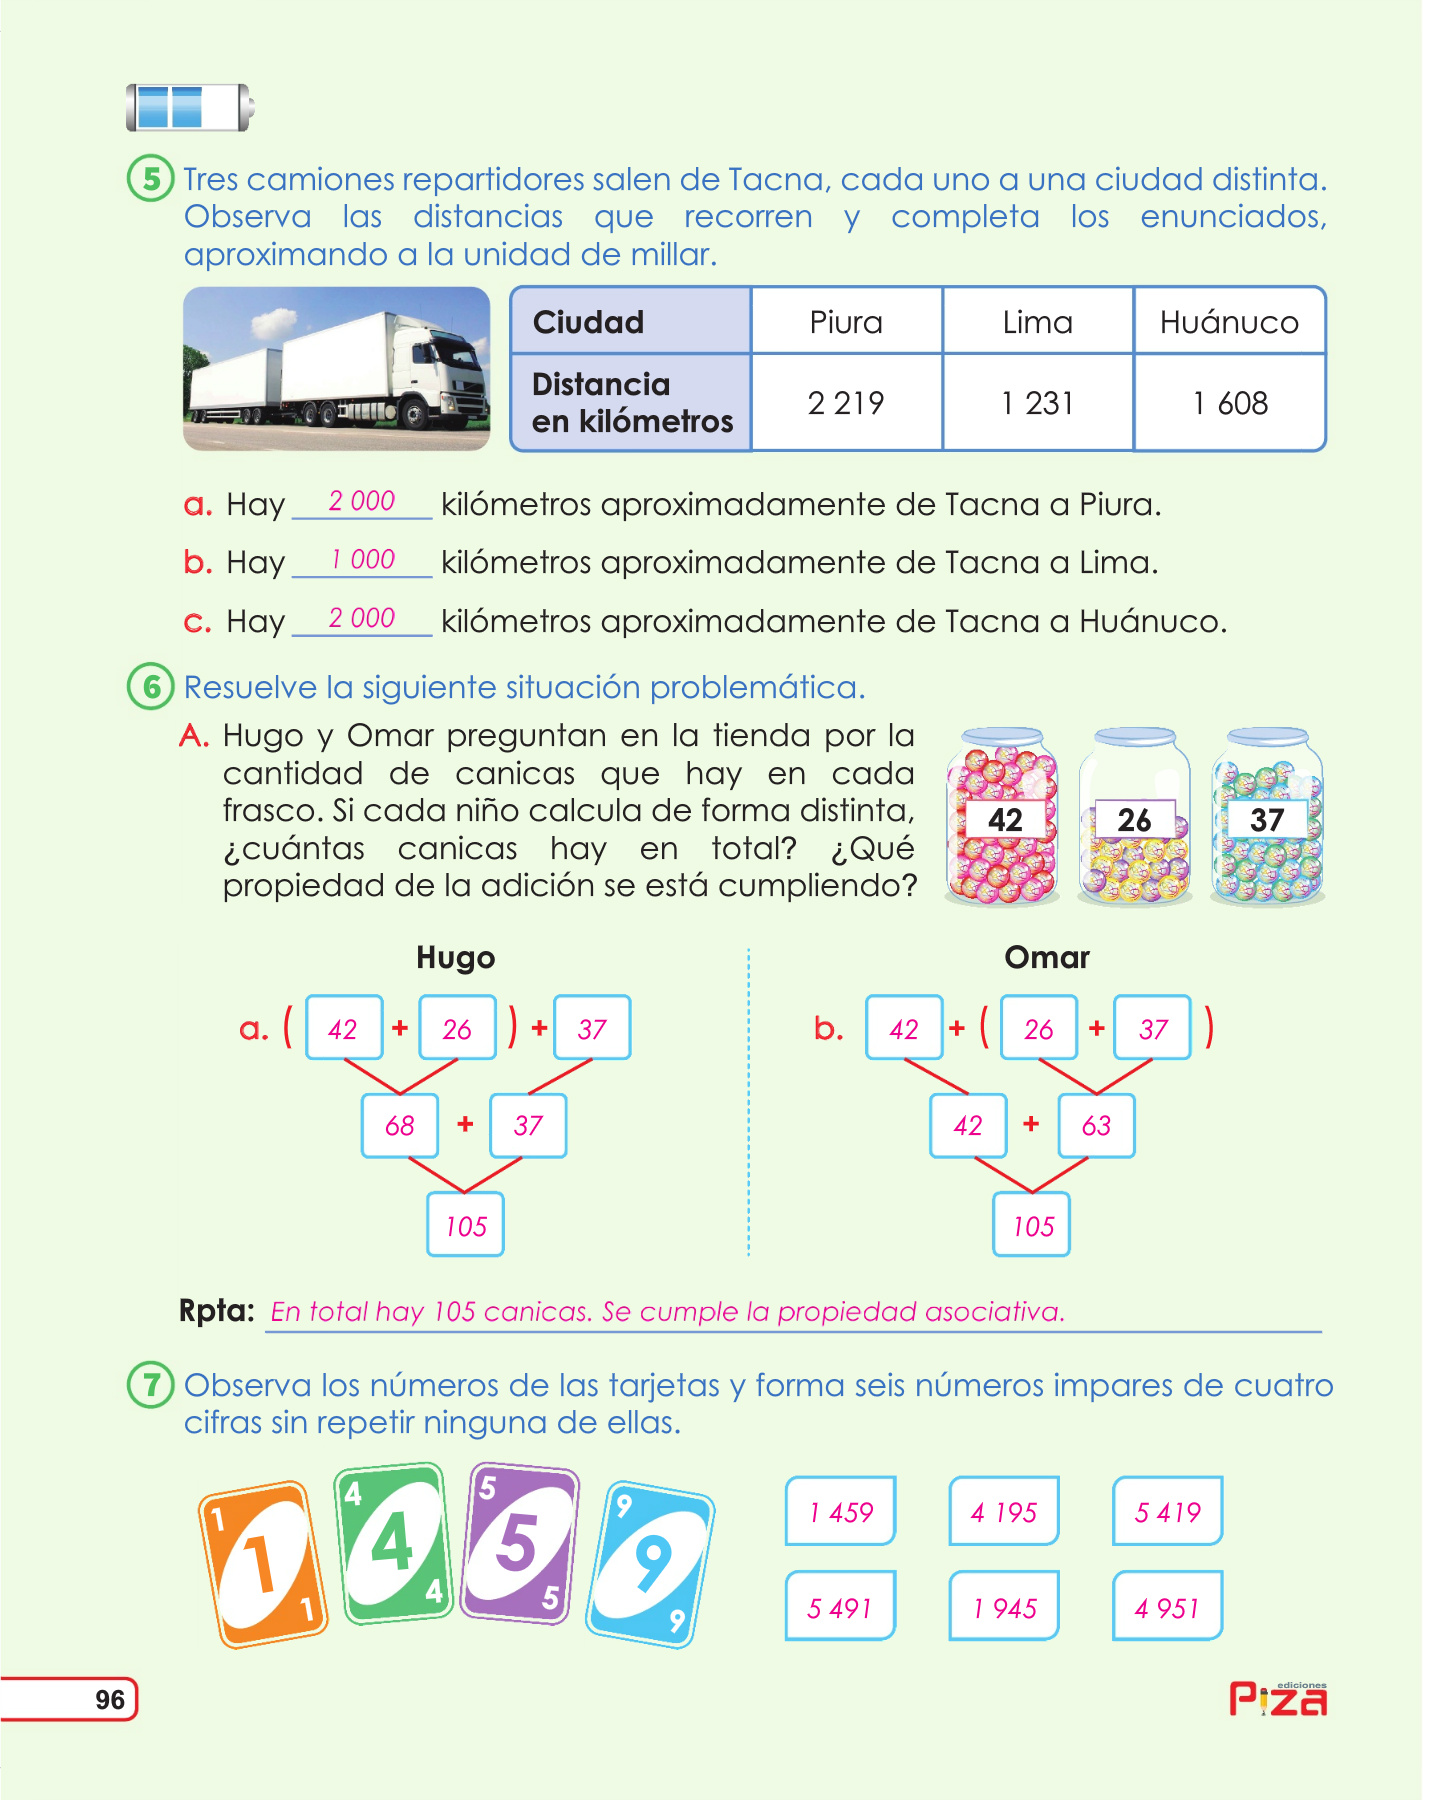 5 Tres camiones repartidores salen de Tacna, cada uno a una ciudad distinta.
Observa las distancias que recorren y completa los enunciados,
aproximando a la unidad de millar.
Ciudad Piura Lima Huánuco
Distancia en kilómetros 2 219 1 231 1 608
a. Hay 2 000 kilómetros aproximadamente de Tacna a Piura.
b. Hay 1 000 kilómetros aproximadamente de Tacna a Lima.
c. Hay 2 000 kilómetros aproximadamente de Tacna a Huánuco.
6 Resuelve la siguiente situación problemática.
A. Hugo y Omar preguntan en la tienda por la
cantidad de canicas que hay en cada
frasco. Si cada niño calcula de forma distinta,
¿cuántas canicas hay en total? ¿Qué
propiedad de la adición se está cumpliendo?
42 26 37
Hugo
a. ( 42 + 26 ) + 37
68 + 37
105
Omar
b. 42 + ( 26 + 37 )
42 + 63
105
Rpta: En total hay 105 canicas. Se cumple la propiedad asociativa.
7 Observa los números de las tarjetas y forma seis números impares de cuatro
cifras sin repetir ninguna de ellas.
1 1 1
4 4 4
5 5 5
9 9 9
1 459 4 195 5 419
5 491 1 945 4 951
96
ediciones
Piza